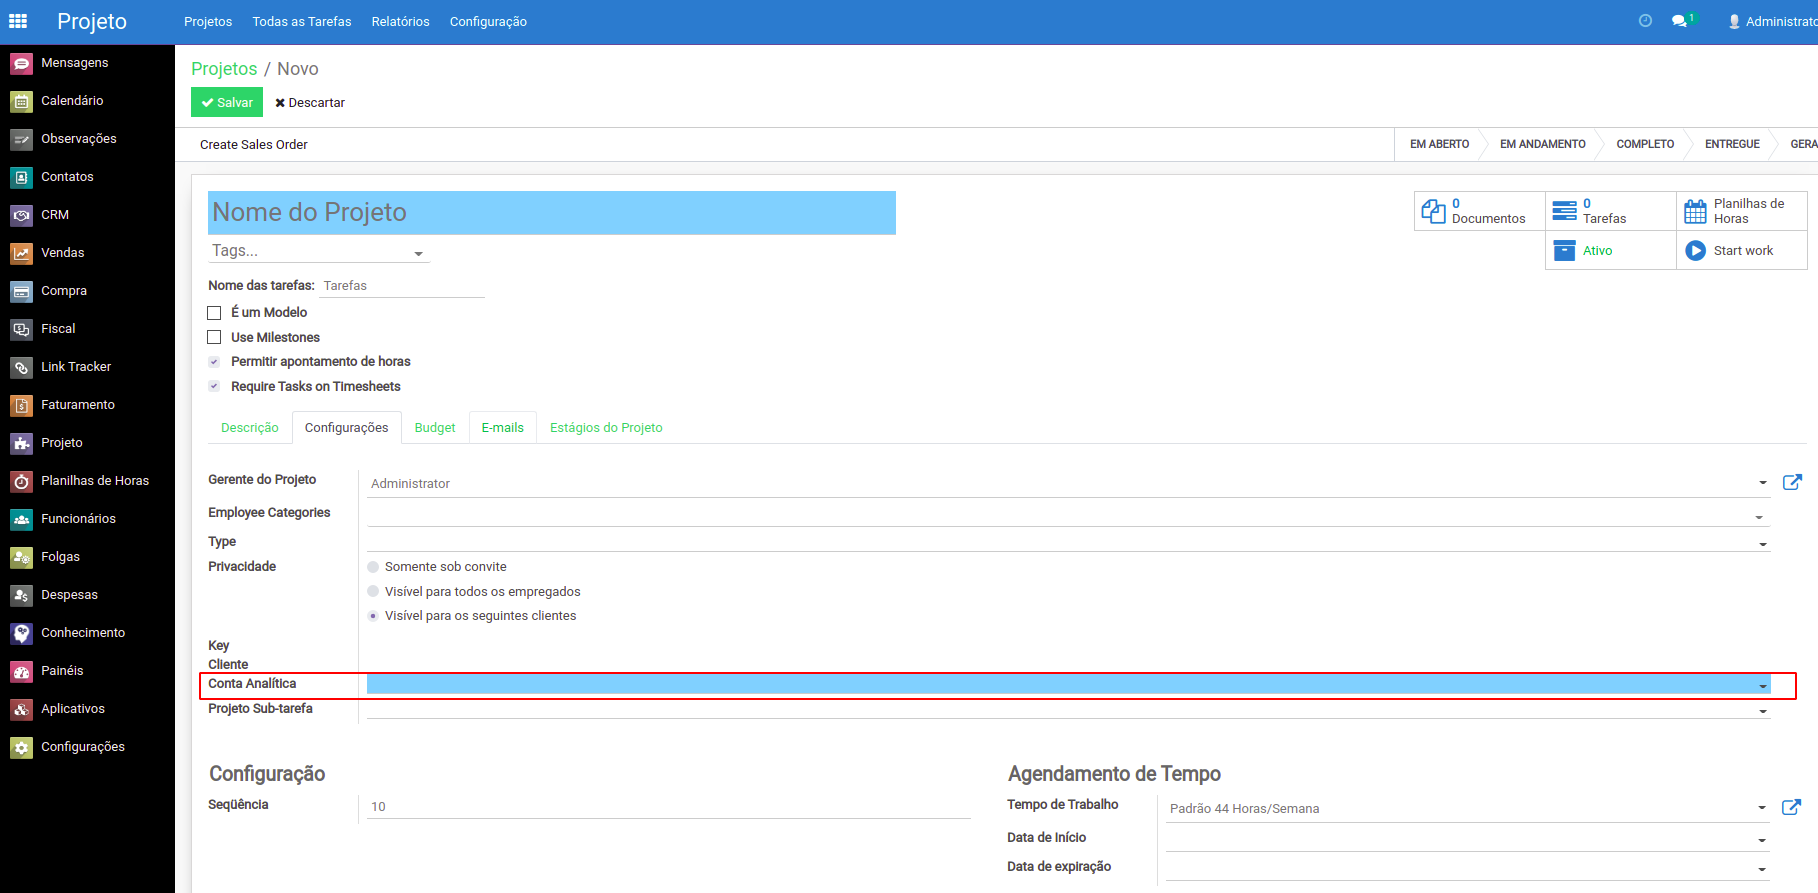 Projeto Projetos Todas as Tarefas Relatórios Configuração 1 Administrato
Mensagens
Calendário
Observações
Contatos
CRM
Vendas
Compra
Fiscal
Link Tracker
Faturamento
Projeto
Planilhas de Horas
Funcionários
Folgas
Despesas
Conhecimento
Painéis
Aplicativos
Configurações
Projetos / Novo
Salvar Descartar
Create Sales Order EM ABERTO EM ANDAMENTO COMPLETO ENTREGUE GERA
Nome do Projeto
0 Documentos
0 Tarefas
Planilhas de Horas
Ativo
Start work
Tags...
Nome das tarefas: Tarefas
É um Modelo
Use Milestones
Permitir apontamento de horas
Require Tasks on Timesheets
Descrição Configurações Budget E-mails Estágios do Projeto
Gerente do Projeto Administrator
Employee Categories
Type
Privacidade Somente sob convite
Visível para todos os empregados
Visível para os seguintes clientes
Key
Cliente
Conta Analítica
Projeto Sub-tarefa
Configuração
Seqüência 10
Agendamento de Tempo
Tempo de Trabalho Padrão 44 Horas/Semana
Data de Início
Data de expiração